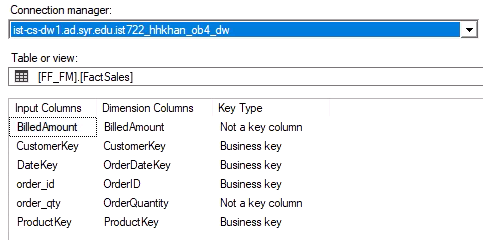 Connection manager:
ist-cs-dw1.ad.syr.edu.ist722_hhkhan_ob4_dw
Table or view:
[FF_FM].[FactSales]
Input Columns Dimension Columns Key Type
BilledAmount BilledAmount Not a key column
CustomerKey CustomerKey Business key
DateKey OrderDateKey Business key
order_id OrderID Business key
order_qty OrderQuantity Not a key column
ProductKey ProductKey Business key